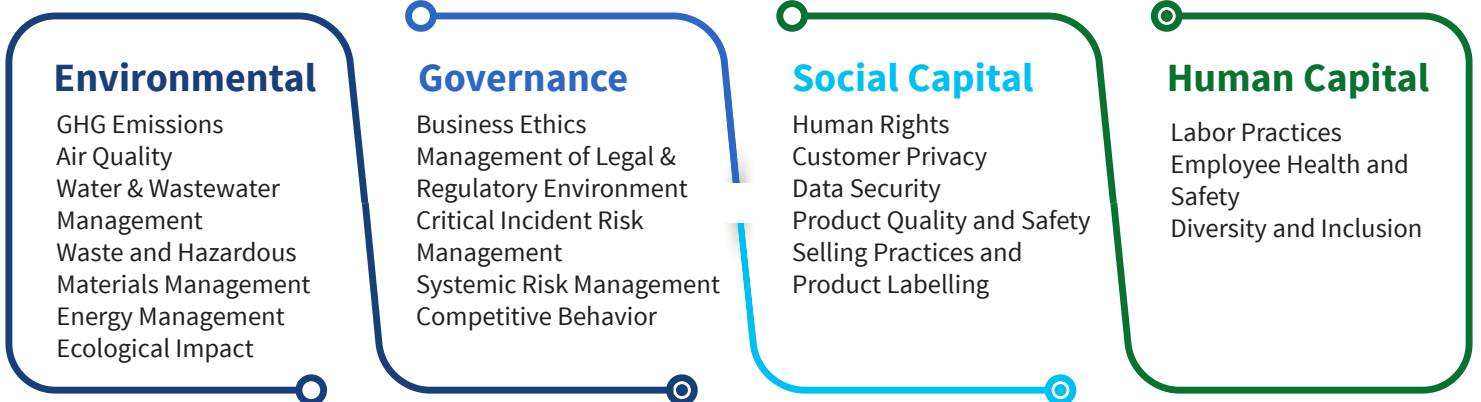 Environmental
GHG Emissions
Air Quality
Water & Wastewater
Management
Waste and Hazardous
Materials Management
Energy Management
Ecological Impact
Governance
Business Ethics
Management of Legal &
Regulatory Environment
Critical Incident Risk
Management
Systemic Risk Management
Competitive Behavior
Social Capital
Human Rights
Customer Privacy
Data Security
Product Quality and Safety
Selling Practices and
Product Labelling
Human Capital
Labor Practices
Employee Health and
Safety
Diversity and Inclusion